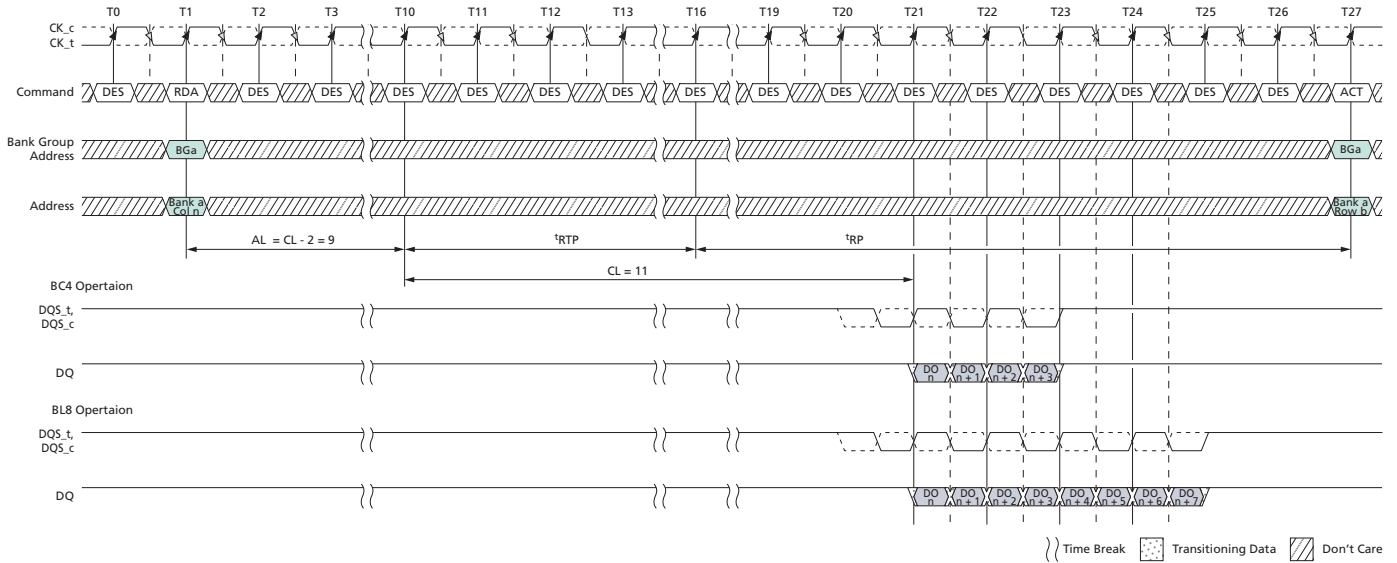 T0 T1 T2 T3 T10 T11 T12 T13 T16 T19 T20 T21 T22 T23 T24 T25 T26 T27
CK_c
CK_t
Command DES RDA DES DES DES DES DES DES DES DES DES DES DES DES DES DES DES ACT
Bank Group
Address BGa BGa
Address Bank a
Col n Bank a
Row b
AL = CL - 2 = 9 tRTP tRP
CL = 11
BC4 Opertaion
DQS_t,
DQS_c
DQ DO
n DO
n + 1 DO
n + 2 DO
n + 3
BL8 Opertaion
DQS_t,
DQS_c
DQ DO
n DO
n + 1 DO
n + 2 DO
n + 3 DO
n + 4 DO
n + 5 DO
n + 6 DO
n + 7
Time Break Transitioning Data Don't Care